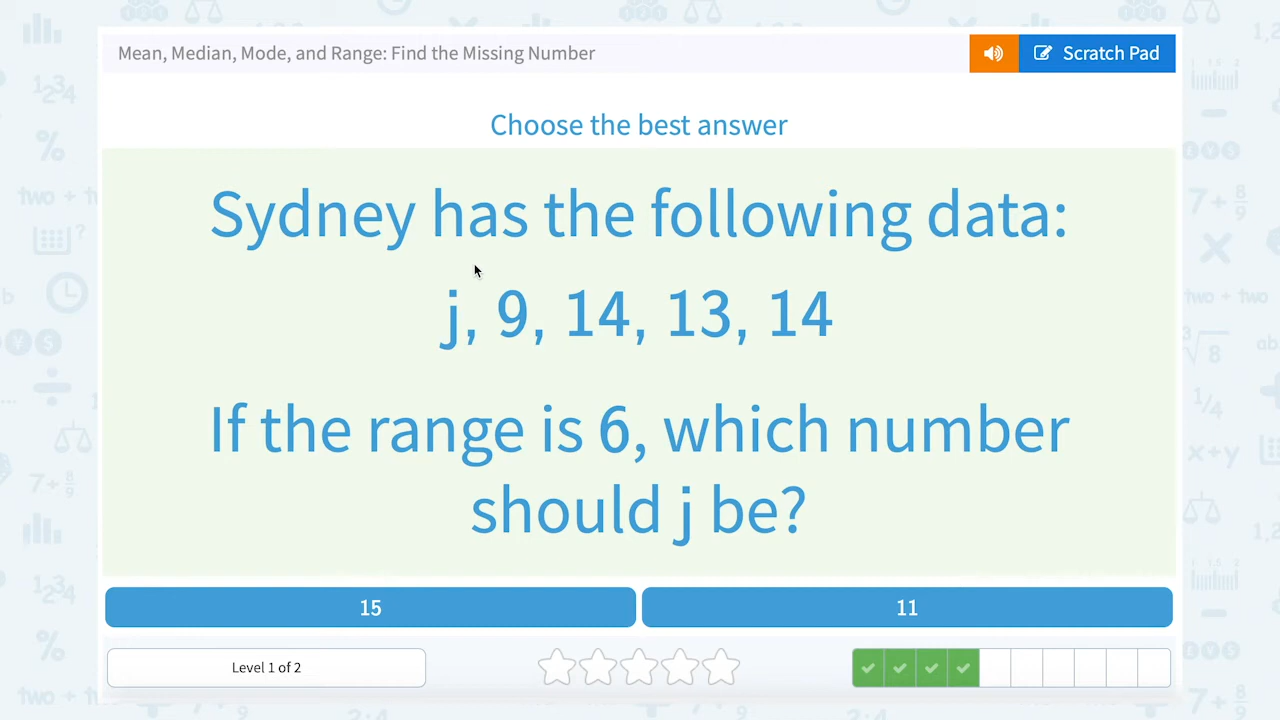 Mean, Median, Mode, and Range: Find the Missing Number
Scratch Pad
Choose the best answer
Sydney has the following data:
j, 9, 14, 13, 14
If the range is 6, which number
should j be?
15
11
Level 1 of 2